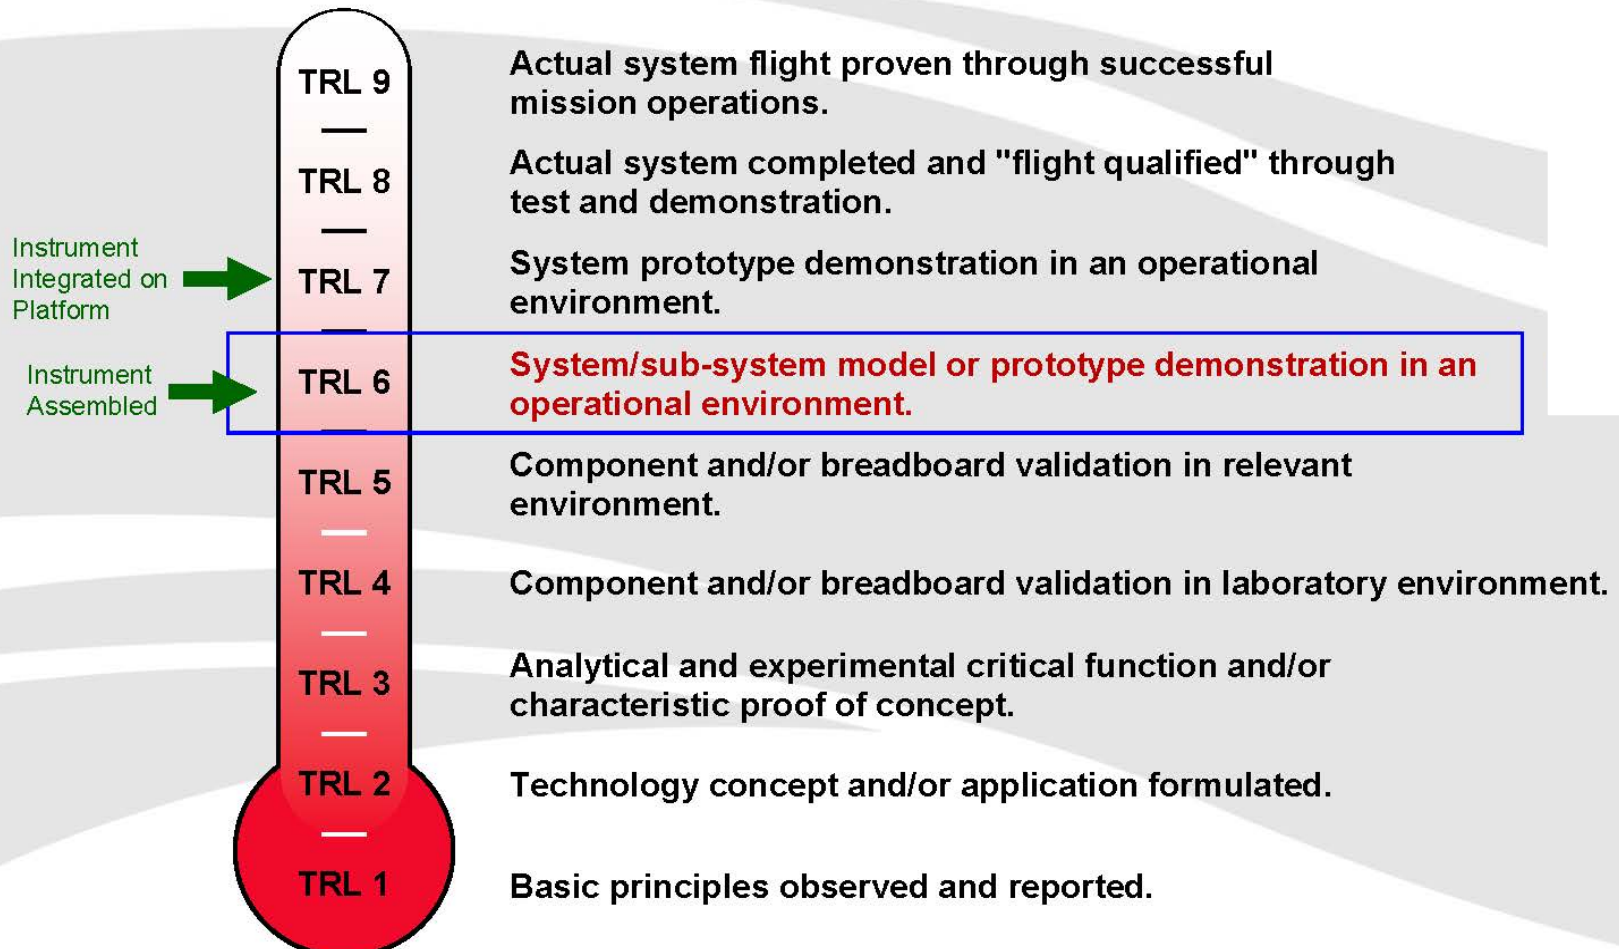 TRL 9
Actual system flight proven through successful
mission operations.
TRL 8
Actual system completed and "flight qualified" through
test and demonstration.
Instrument
Integrated on
Platform
TRL 7
System prototype demonstration in an operational
environment.
Instrument
Assembled
TRL 6
System/sub-system model or prototype demonstration in an
operational environment.
TRL 5
Component and/or breadboard validation in relevant
environment.
TRL 4
Component and/or breadboard validation in laboratory environment.
TRL 3
Analytical and experimental critical function and/or
characteristic proof of concept.
TRL 2
Technology concept and/or application formulated.
TRL 1
Basic principles observed and reported.